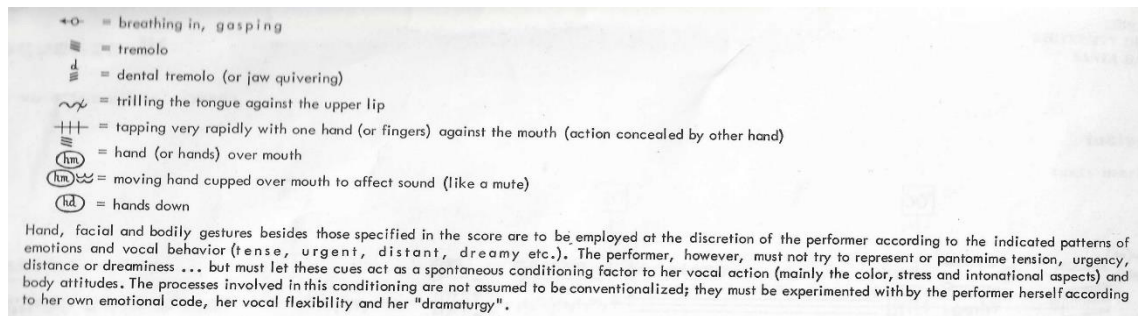 = breathing in, gasping
= tremolo
d
= dental tremolo (or jaw quivering)
= trilling the tongue against the upper lip
= tapping very rapidly with one hand (or fingers) against the mouth (action concealed by other hand)
hm = hand (or hands) over mouth
hm = moving hand cupped over mouth to affect sound (like a mute)
hd = hands down
Hand, facial and bodily gestures besides those specified in the score are to be employed at the discretion of the performer according to the indicated patterns of
emotions and vocal behavior (tense, urgent, distant, dreamy etc.). The performer, however, must not try to represent or pantomime tension, urgency,
distance or dreaminess ... but must let these cues act as a spontaneous conditioning factor to her vocal action (mainly the color, stress and intonational aspects) and
body attitudes. The processes involved in this conditioning are not assumed to be conventionalized; they must be experimented with by the performer herself according
to her own emotional code, her vocal flexibility and her "dramaturgy".